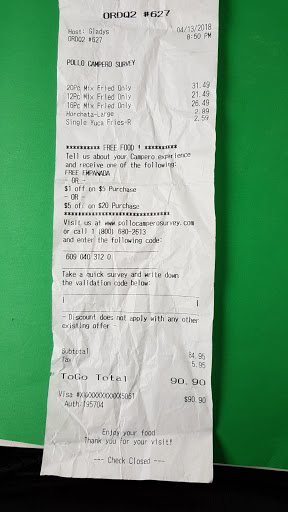 ORDQ2 #627
Host: Gladys 04/13/2018
ORDQ2 #627 8:50 PM
POLLO CAMPERO SURVEY
20Pc Mix Fried Only 31.49
12Pc Mix Fried Only 21.49
16Pc Mix Fried Only 26.49
Horchata-Large 2.89
Single Yuca Fries-R 2.59
********** FREE FOOD ! **********
Tell us about your Campero experience
and receive one of the following:
FREE EMPANADA
- OR -
$1 off on $5 Purchase
- OR -
$5 off on $20 Purchase
*********************************
Visit us at www.pollocamperosurvey.com
or call 1 (800) 680-2613
and enter the following code:
609 040 312 0
Take a quick survey and write down
the validation code below:
| |
- Discount does not apply with any other
existing offer -
Subtotal 84.95
Tax 5.95
ToGo Total 90.90
Visa #XXXXXXXXXXXX5081 $90.90
Auth:195704
Enjoy your food
Thank you for your visit!
--- Check Closed ---